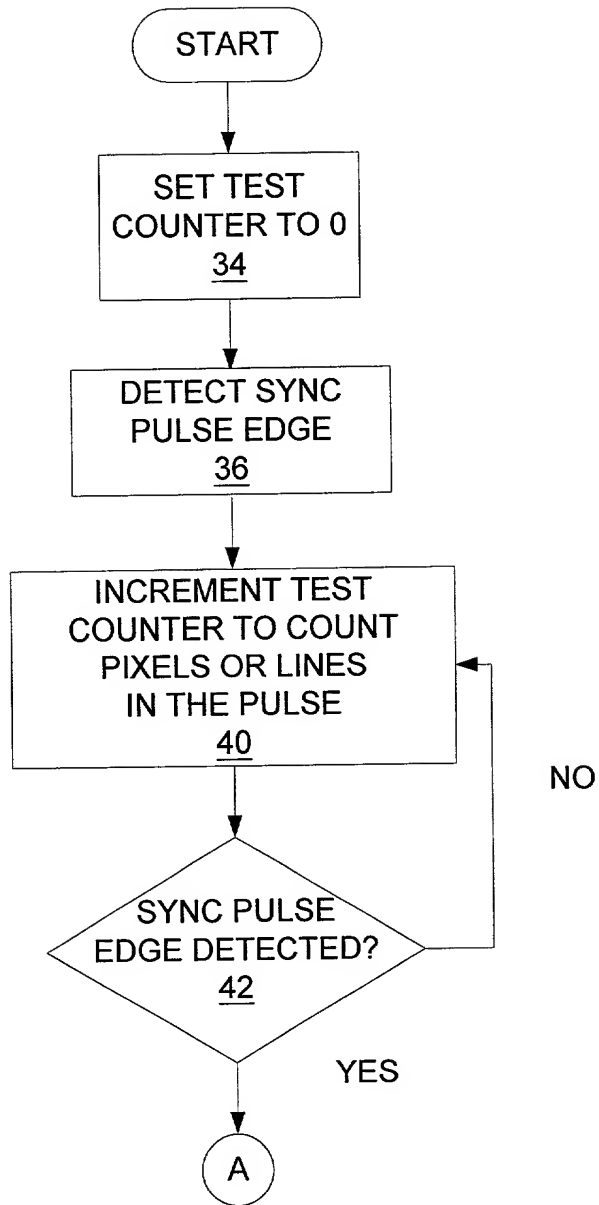 START
SET TEST
COUNTER TO 0
34
DETECT SYNC
PULSE EDGE
36
INCREMENT TEST
COUNTER TO COUNT
PIXELS OR LINES
IN THE PULSE
40
NO
SYNC PULSE
EDGE DETECTED?
42
YES
A